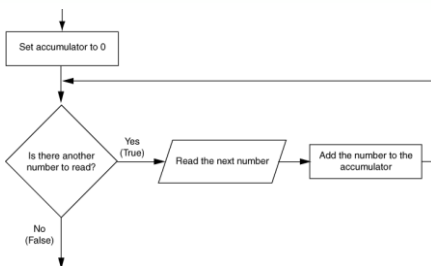 Set accumulator to 0
Is there another
number to read?
Yes
(True)
Read the next number
Add the number to the
accumulator
No
(False)